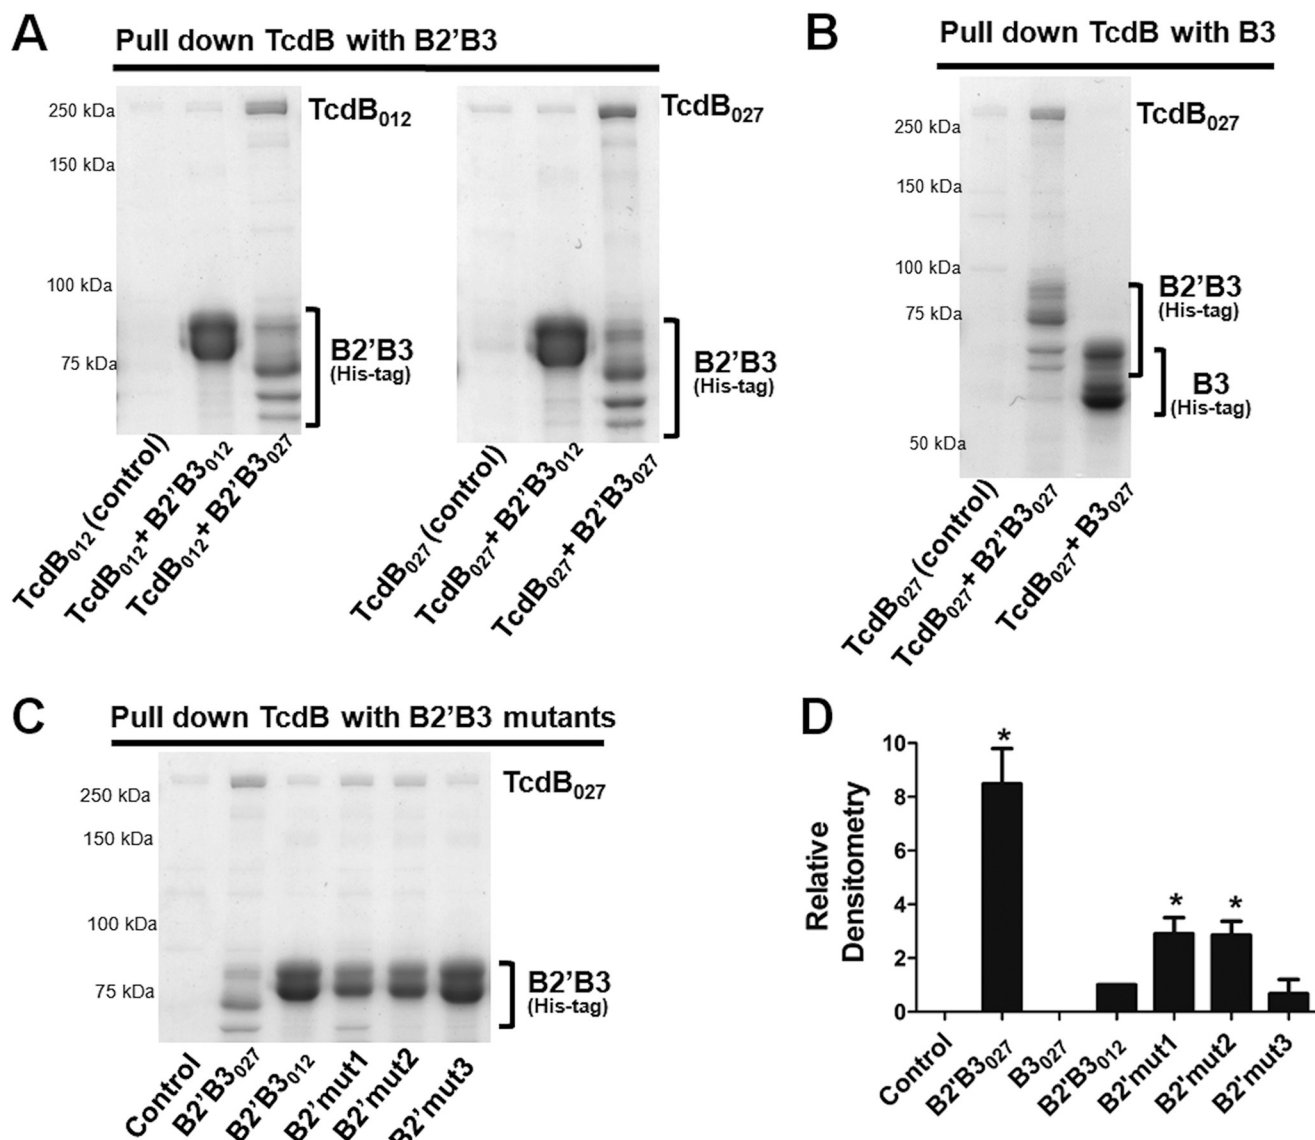 A
Pull down TcdB with B2’B3
250 kDa
150 kDa
100 kDa
75 kDa
TcdB012
B2’B3
(His-tag)
TcdB012 (control)
TcdB012+ B2’B3012
TcdB012+ B2’B3027
TcdB027
B2’B3
(His-tag)
TcdB027 (control)
TcdB027+ B2’B3012
TcdB027+ B2’B3027
B
Pull down TcdB with B3
250 kDa
150 kDa
100 kDa
75 kDa
50 kDa
TcdB027
B2’B3
(His-tag)
B3
(His-tag)
TcdB027 (control)
TcdB027+ B2’B3027
TcdB027+ B3027
C
Pull down TcdB with B2’B3 mutants
250 kDa
150 kDa
100 kDa
75 kDa
TcdB027
B2’B3
(His-tag)
Control
B2’B3027
B2’B3012
B2’mut1
B2’mut2
B2’mut3
D
Relative
Densitometry
10
8
6
4
2
0
*
*
*
Control
B2’B3027
B3027
B2’B3012
B2’mut1
B2’mut2
B2’mut3